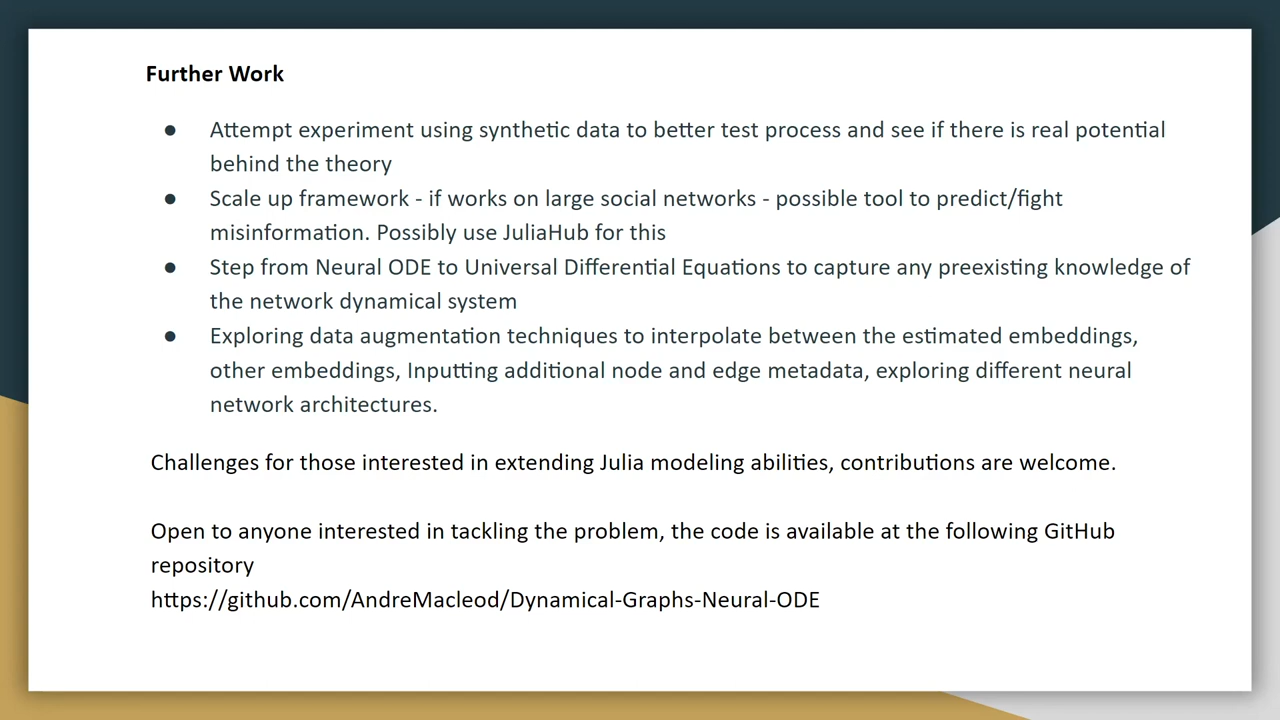 Further Work
● Attempt experiment using synthetic data to better test process and see if there is real potential
behind the theory
● Scale up framework - if works on large social networks - possible tool to predict/fight
misinformation. Possibly use JuliaHub for this
● Step from Neural ODE to Universal Differential Equations to capture any preexisting knowledge of
the network dynamical system
● Exploring data augmentation techniques to interpolate between the estimated embeddings,
other embeddings, Inputting additional node and edge metadata, exploring different neural
network architectures.
Challenges for those interested in extending Julia modeling abilities, contributions are welcome.
Open to anyone interested in tackling the problem, the code is available at the following GitHub
repository
https://github.com/AndreMacleod/Dynamical-Graphs-Neural-ODE